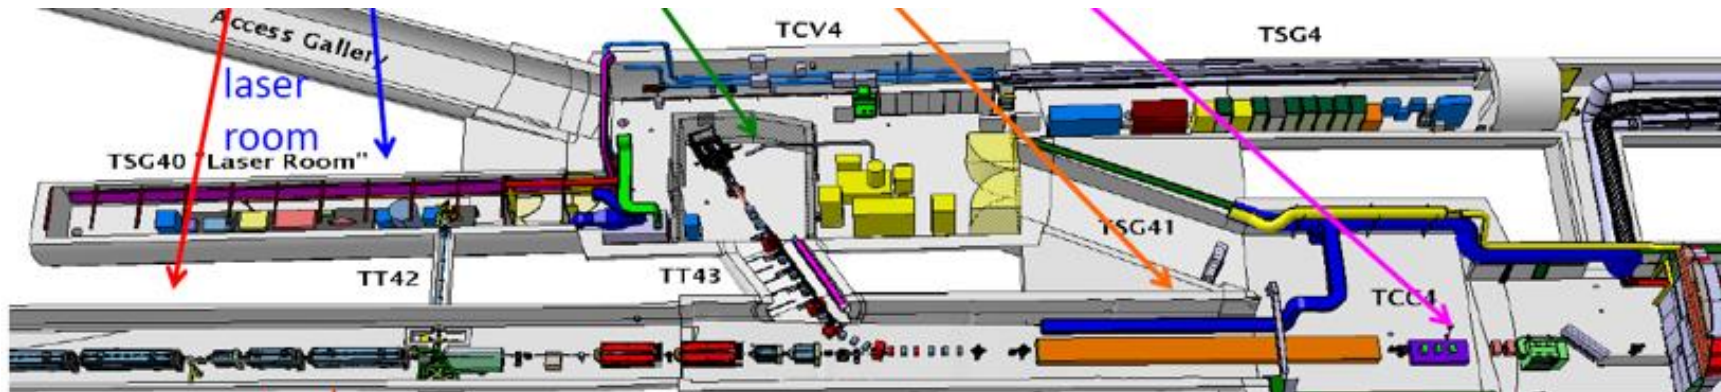 Access Gallery
TCV4
TSG4
laser
room
TSG40 "Laser Room"
TSG41
TT42
TT43
TCC4